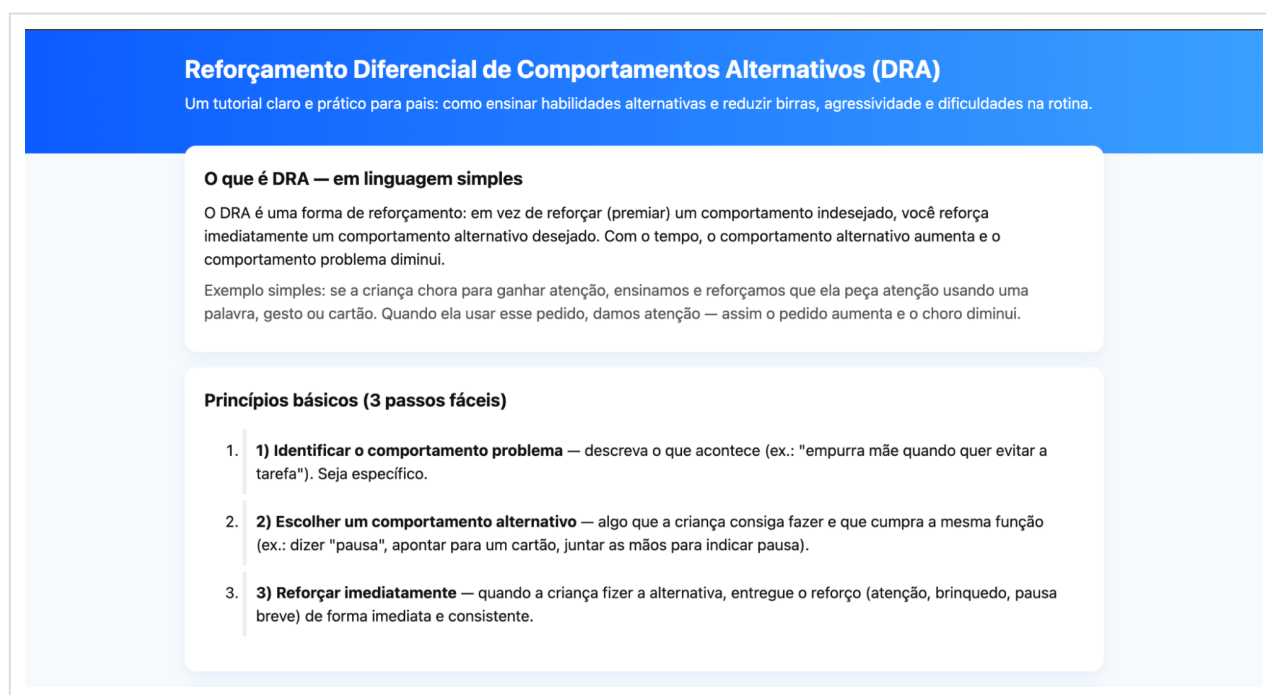 Reforçamento Diferencial de Comportamentos Alternativos (DRA)
Um tutorial claro e prático para pais: como ensinar habilidades alternativas e reduzir birras, agressividade e dificuldades na rotina.
O que é DRA — em linguagem simples
O DRA é uma forma de reforçamento: em vez de reforçar (premiar) um comportamento indesejado, você reforça
imediatamente um comportamento alternativo desejado. Com o tempo, o comportamento alternativo aumenta e o
comportamento problema diminui.
Exemplo simples: se a criança chora para ganhar atenção, ensinamos e reforçamos que ela peça atenção usando uma
palavra, gesto ou cartão. Quando ela usar esse pedido, damos atenção — assim o pedido aumenta e o choro diminui.
Princípios básicos (3 passos fáceis)
1. 1) Identificar o comportamento problema — descreva o que acontece (ex.: "empurra mãe quando quer evitar a
tarefa"). Seja específico.
2. 2) Escolher um comportamento alternativo — algo que a criança consiga fazer e que cumpra a mesma função
(ex.: dizer "pausa", apontar para um cartão, juntar as mãos para indicar pausa).
3. 3) Reforçar imediatamente — quando a criança fizer a alternativa, entregue o reforço (atenção, brinquedo, pausa
breve) de forma imediata e consistente.